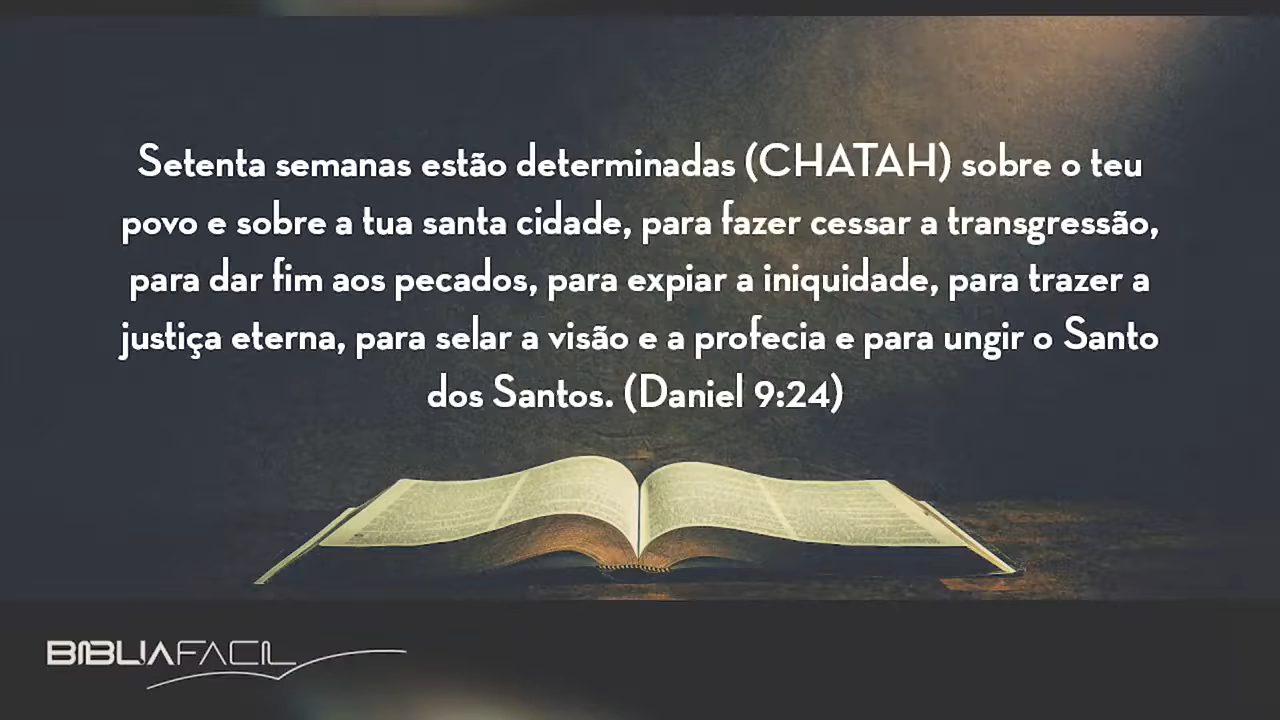 Setenta semanas estão determinadas (CHATAH) sobre o teu
povo e sobre a tua santa cidade, para fazer cessar a transgressão,
para dar fim aos pecados, para expiar a iniquidade, para trazer a
justiça eterna, para selar a visão e a profecia e para ungir o Santo
dos Santos. (Daniel 9:24)
BIBLIAFACIL